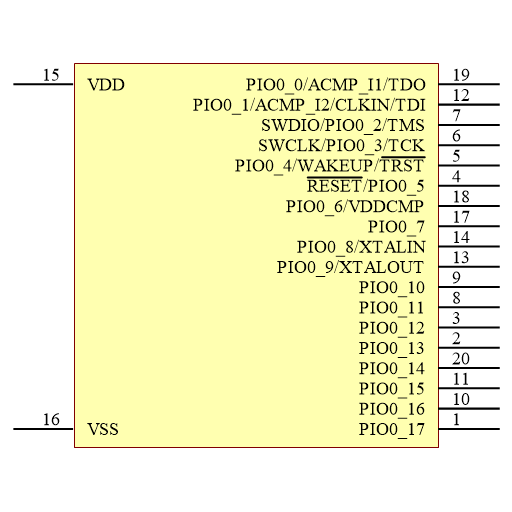 15 VDD PIO0_0/ACMP_I1/TDO 19
PIO0_1/ACMP_I2/CLKIN/TDI 12
SWDIO/PIO0_2/TMS 7
SWCLK/PIO0_3/TCK 6
PIO0_4/WAKEUP/TRST 5
RESET/PIO0_5 4
PIO0_6/VDDCMP 18
PIO0_7 17
PIO0_8/XTALIN 14
PIO0_9/XTALOUT 13
PIO0_10 9
PIO0_11 8
PIO0_12 3
PIO0_13 2
PIO0_14 20
PIO0_15 11
PIO0_16 10
16 VSS PIO0_17 1